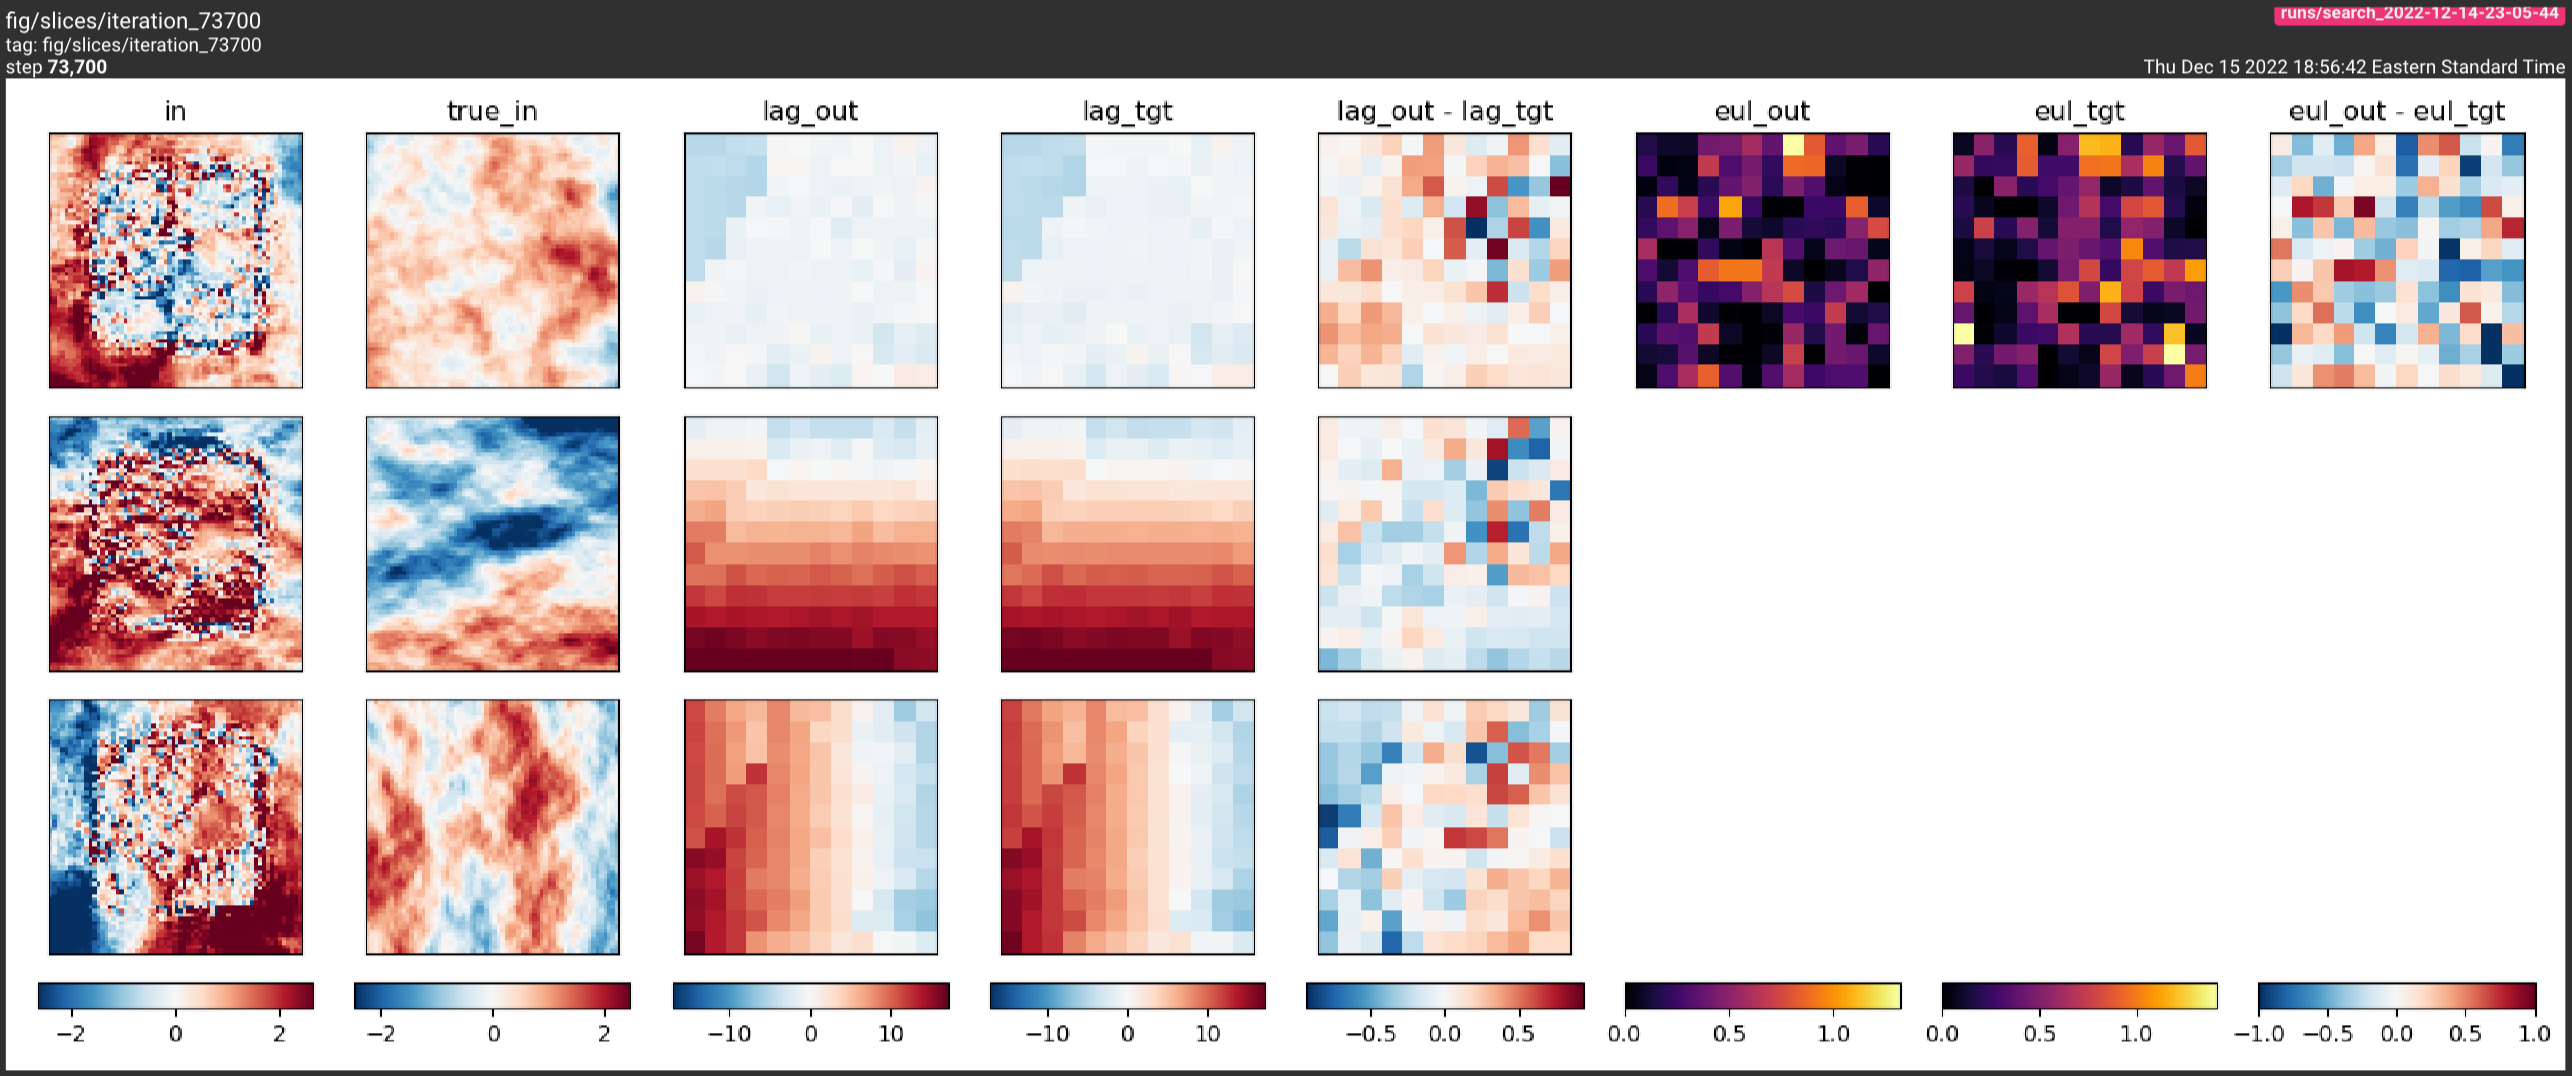 fig/slices/iteration_73700
runs/search_2022-12-14-23-05-44
tag: fig/slices/iteration_73700
step 73,700
Thu Dec 15 2022 18:56:42 Eastern Standard Time
in true_in lag_out lag_tgt lag_out - lag_tgt eul_out eul_tgt eul_out - eul_tgt
−2 0 2 −2 0 2 −10 0 10 −10 0 10 −0.5 0.0 0.5 0.0 0.5 1.0 0.0 0.5 1.0 −1.0 −0.5 0.0 0.5 1.0